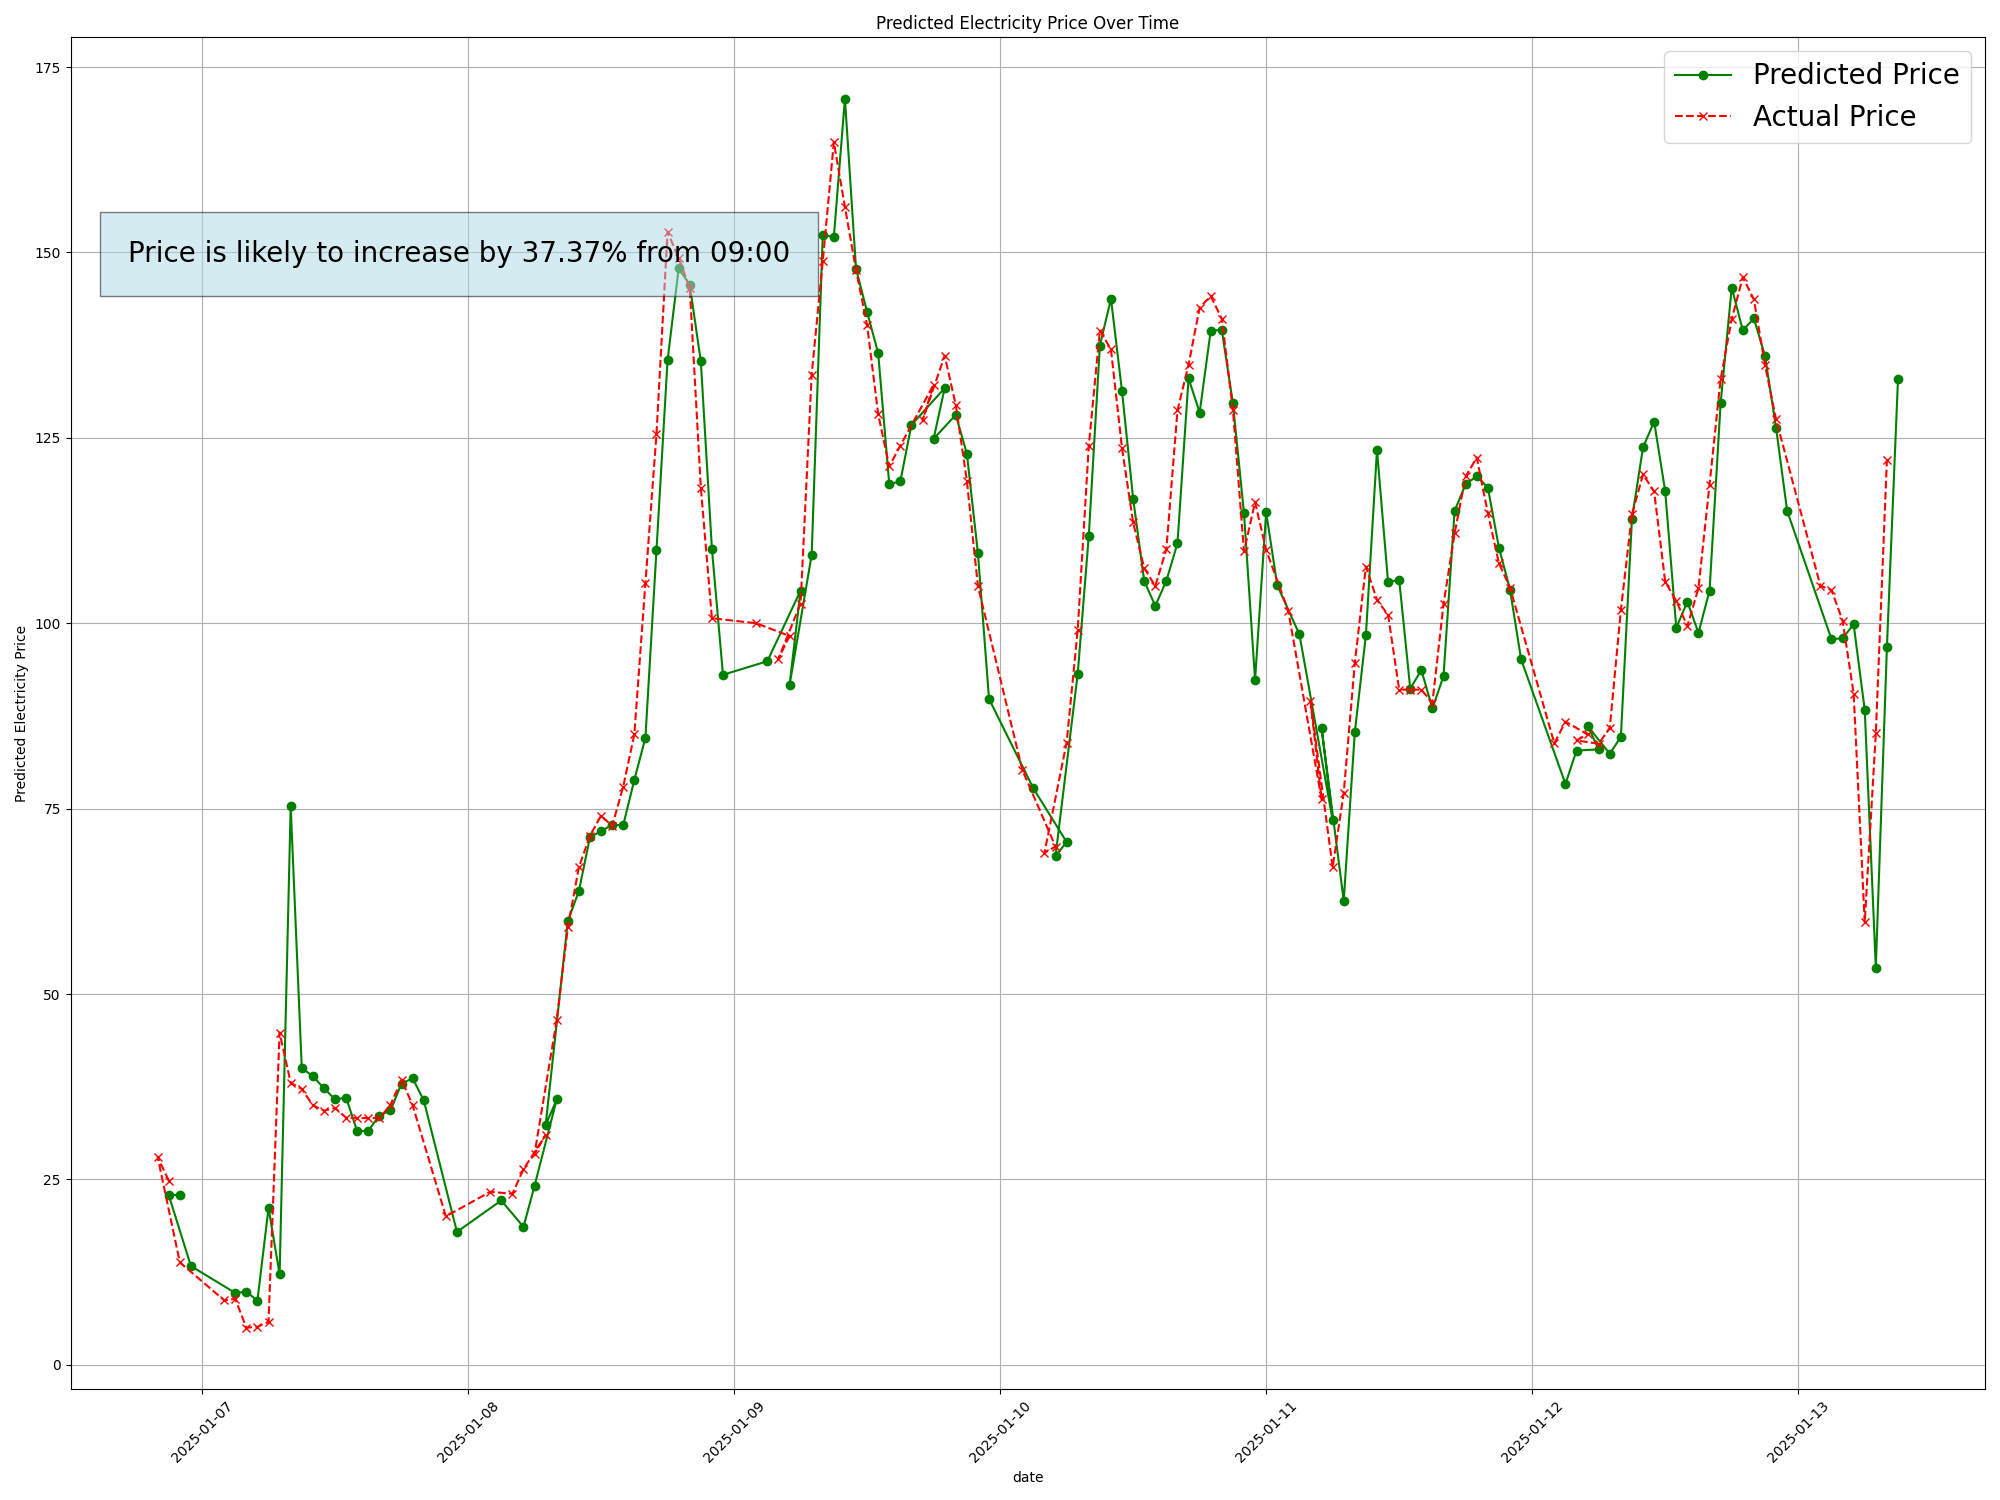 Predicted Electricity Price Over Time
Predicted Price
Actual Price
Price is likely to increase by 37.37% from 09:00
Predicted Electricity Price
175
150
125
100
75
50
25
0
2025-01-07
2025-01-08
2025-01-09
2025-01-10
2025-01-11
2025-01-12
2025-01-13
date